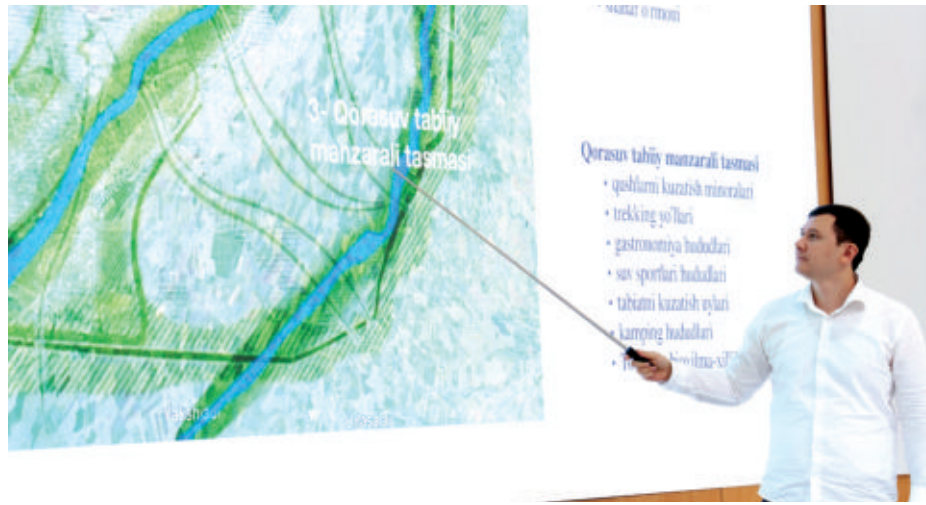 3- Qorasuv tabiiy
manzarali tasmasi
Qorasuv tabiiy manzarali tasmasi
• qushlarni kuzatish minoralari
• trekking yo'llari
• gastronomiya hududlari
• suv sportlari hududlari
• tabiatni kuzatish uylari
• kamping hududlari